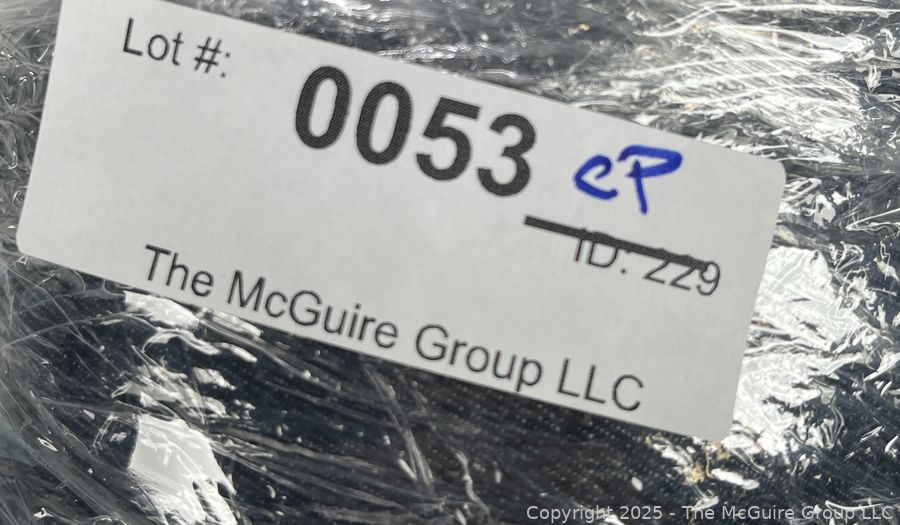 Lot #:
0053
CP
ID: 229
The McGuire Group LLC
Copyright 2025 - The McGuire Group LLC